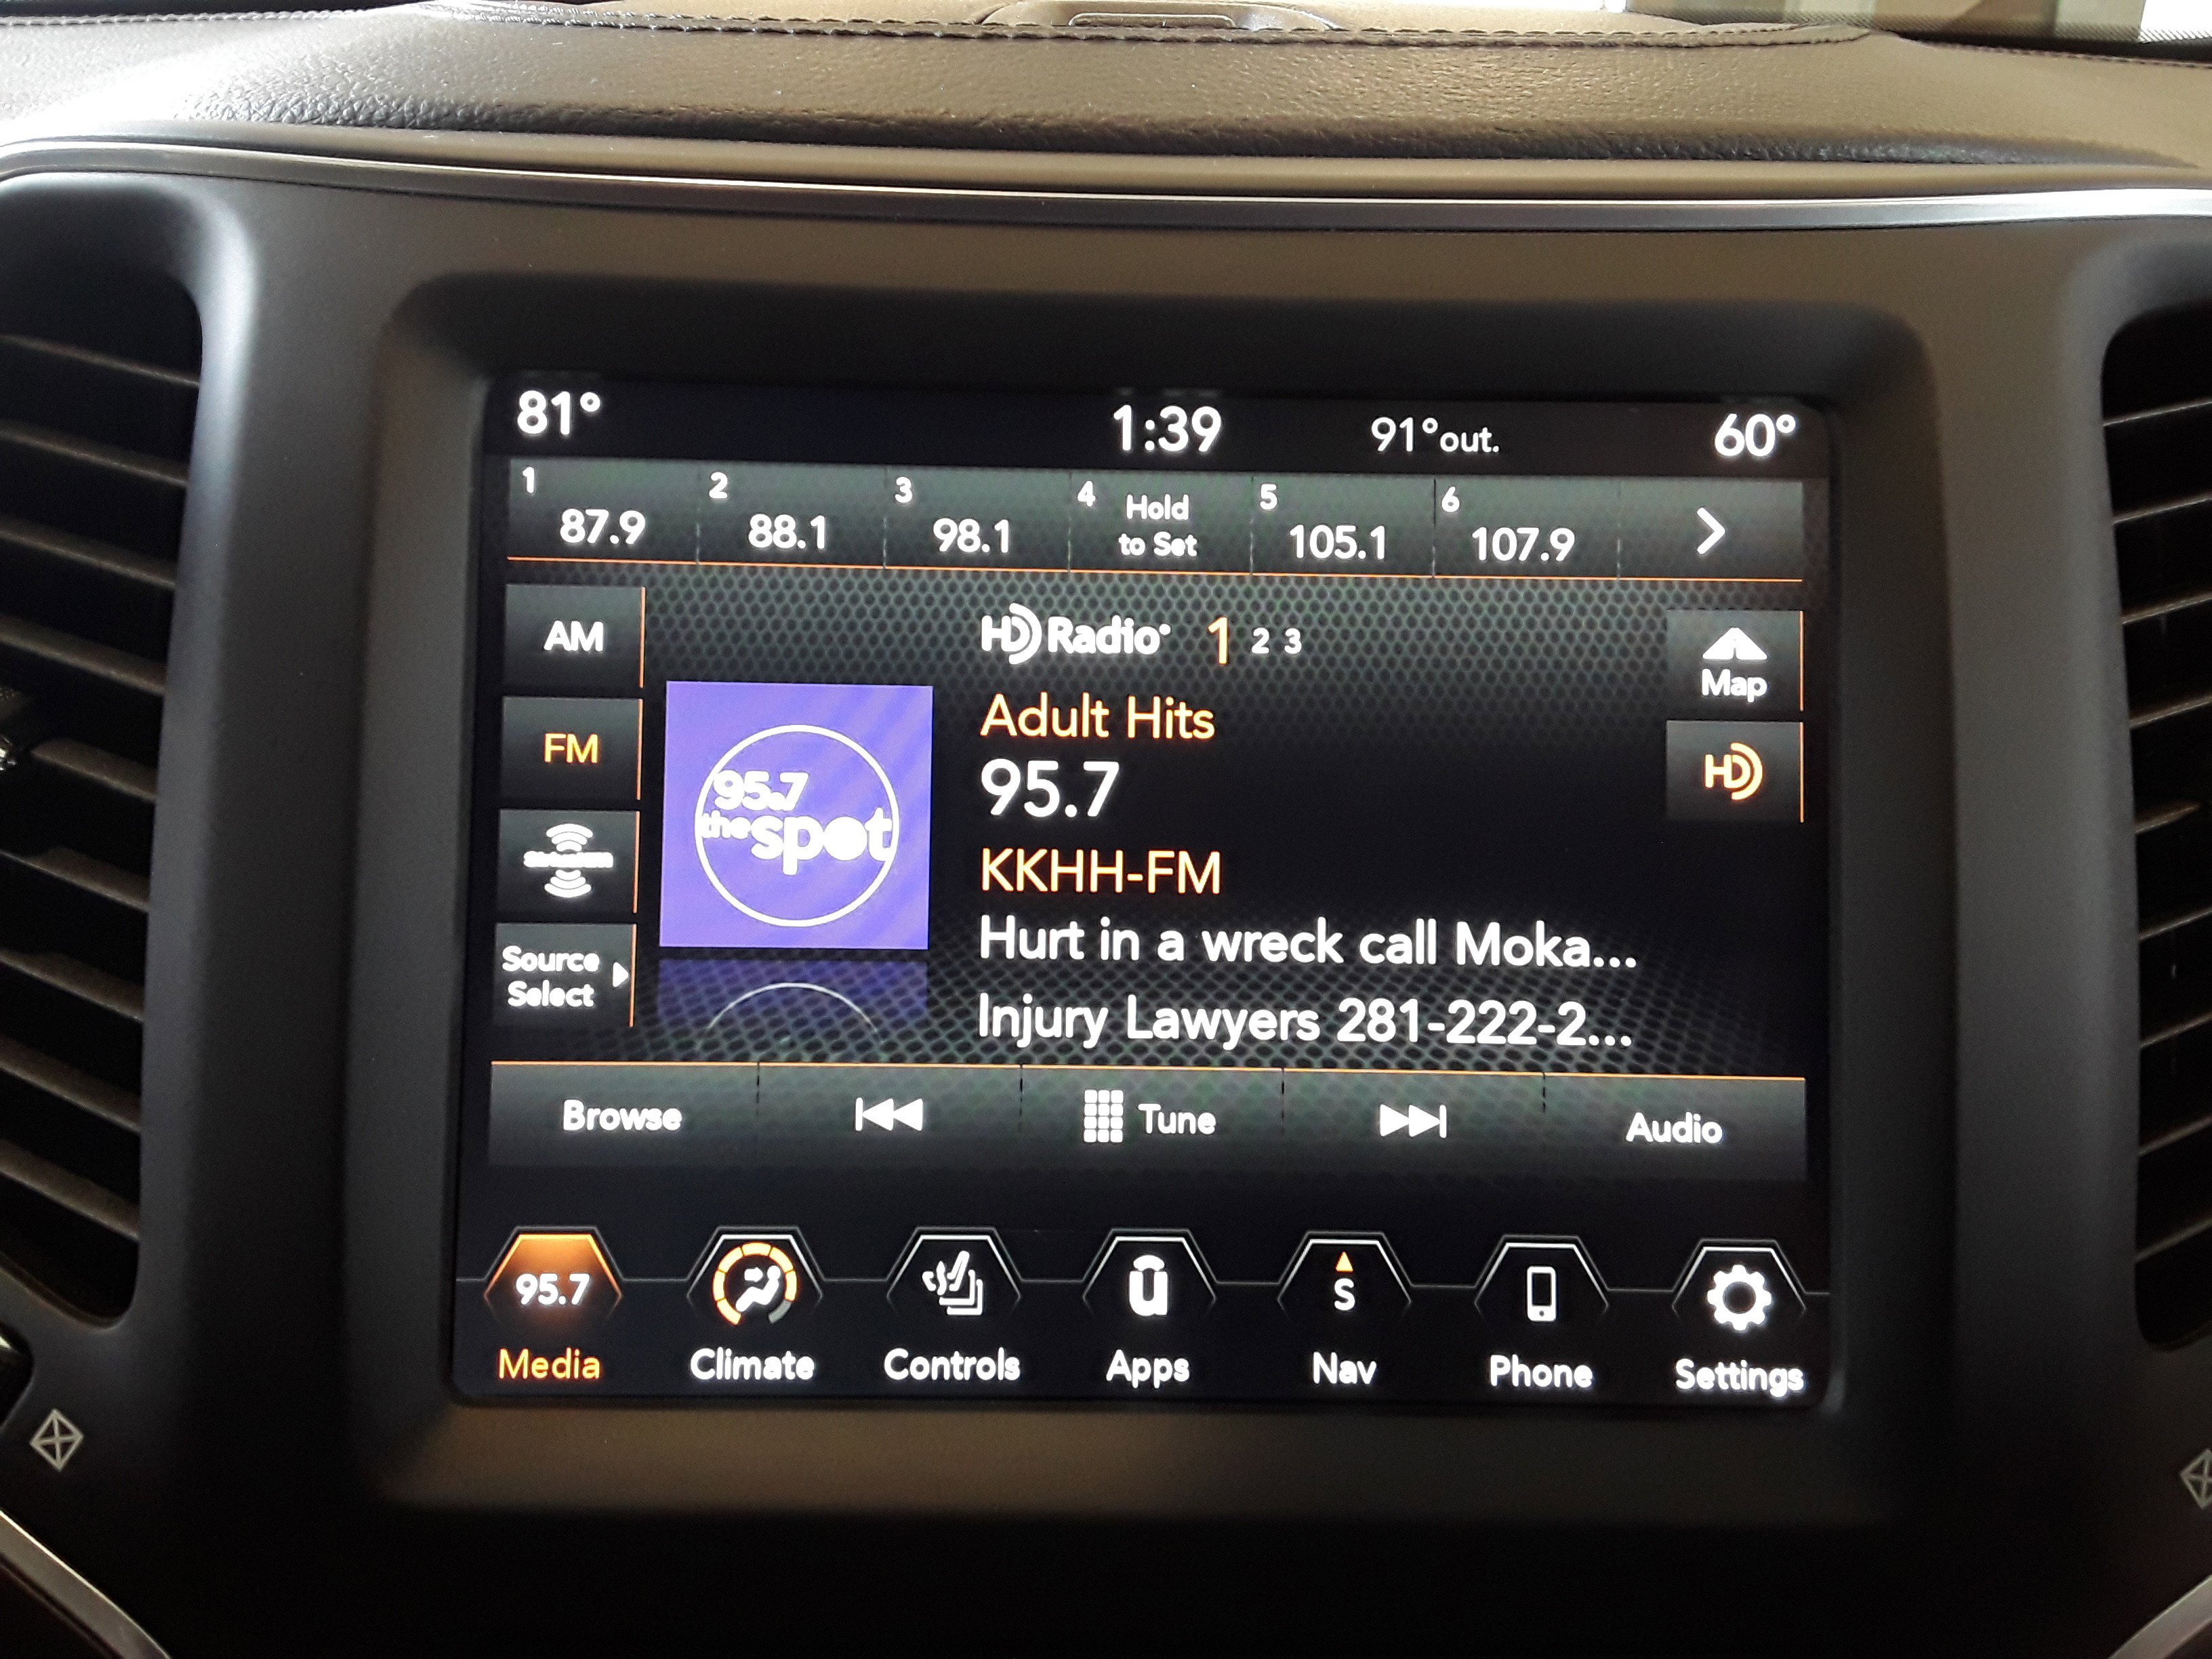 81° 1:39 91°out. 60°
1 87.9 2 88.1 3 98.1 4 Hold to Set 5 105.1 6 107.9
HD Radio 1 2 3
AM
FM
Source
Select
95.7
the spot
Adult Hits
95.7
KKHH-FM
Hurt in a wreck call Moka...
Injury Lawyers 281-222-2...
Map
HD
Browse Tune Audio
95.7 u S
Media Climate Controls Apps Nav Phone Settings